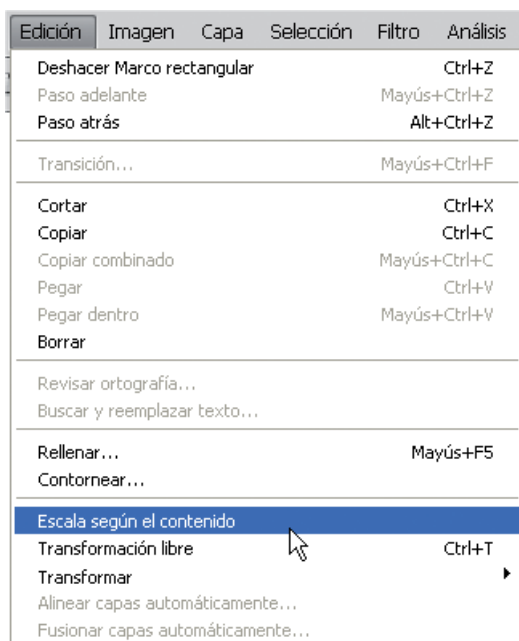 Edición Imagen Capa Selección Filtro Análisis
Deshacer Marco rectangular Ctrl+Z
Paso adelante Mayús+Ctrl+Z
Paso atrás Alt+Ctrl+Z
Transición... Mayús+Ctrl+F
Cortar Ctrl+X
Copiar Ctrl+C
Copiar combinado Mayús+Ctrl+C
Pegar Ctrl+V
Pegar dentro Mayús+Ctrl+V
Borrar
Revisar ortografía...
Buscar y reemplazar texto...
Rellenar... Mayús+F5
Contornear...
Escala según el contenido
Transformación libre Ctrl+T
Transformar
Alinear capas automáticamente...
Fusionar capas automáticamente...